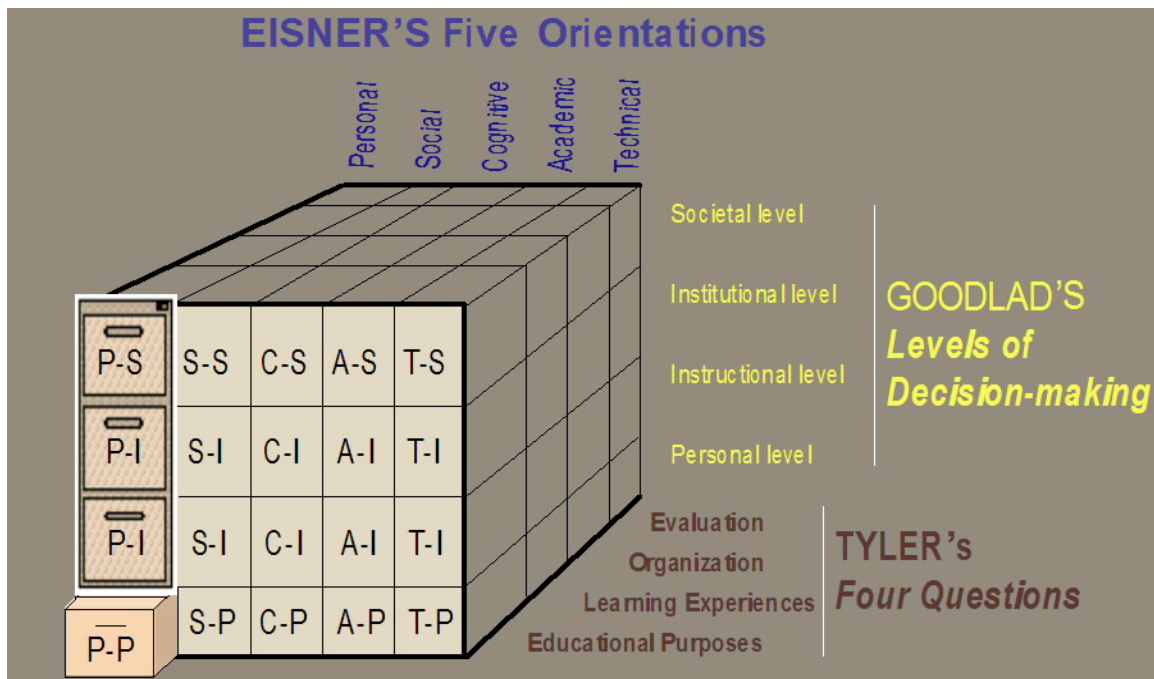 EISNER'S Five Orientations
Personal
Social
Cognitive
Academic
Technical
Societal level
Institutional level
Instructional level
Personal level
GOODLAD'S
Levels of
Decision-making
P-S S-S C-S A-S T-S
P-I S-I C-I A-I T-I
P-I S-I C-I A-I T-I
P-P S-P C-P A-P T-P
Evaluation
Organization
Learning Experiences
Educational Purposes
TYLER's
Four Questions